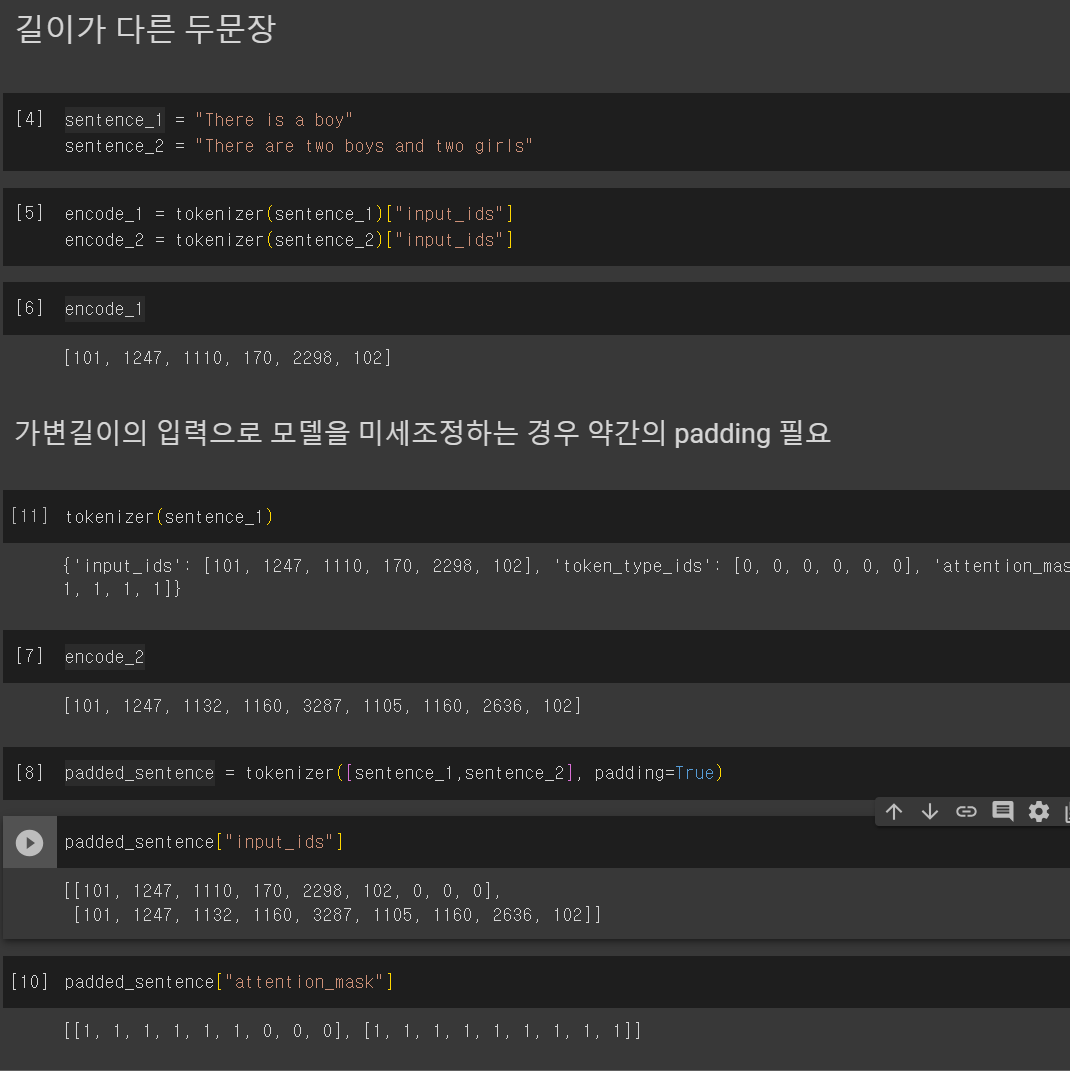 길이가 다른 두문장
[4] sentence_1 = "There is a boy"
sentence_2 = "There are two boys and two girls"
[5] encode_1 = tokenizer(sentence_1)["input_ids"]
encode_2 = tokenizer(sentence_2)["input_ids"]
[6] encode_1
[101, 1247, 1110, 170, 2298, 102]
가변길이의 입력으로 모델을 미세조정하는 경우 약간의 padding 필요
[11] tokenizer(sentence_1)
{'input_ids': [101, 1247, 1110, 170, 2298, 102], 'token_type_ids': [0, 0, 0, 0, 0, 0], 'attention_mas
1, 1, 1, 1]}
[7] encode_2
[101, 1247, 1132, 1160, 3287, 1105, 1160, 2636, 102]
[8] padded_sentence = tokenizer([sentence_1,sentence_2], padding=True)
padded_sentence["input_ids"]
[[101, 1247, 1110, 170, 2298, 102, 0, 0, 0],
[101, 1247, 1132, 1160, 3287, 1105, 1160, 2636, 102]]
[10] padded_sentence["attention_mask"]
[[1, 1, 1, 1, 1, 1, 0, 0, 0], [1, 1, 1, 1, 1, 1, 1, 1, 1]]